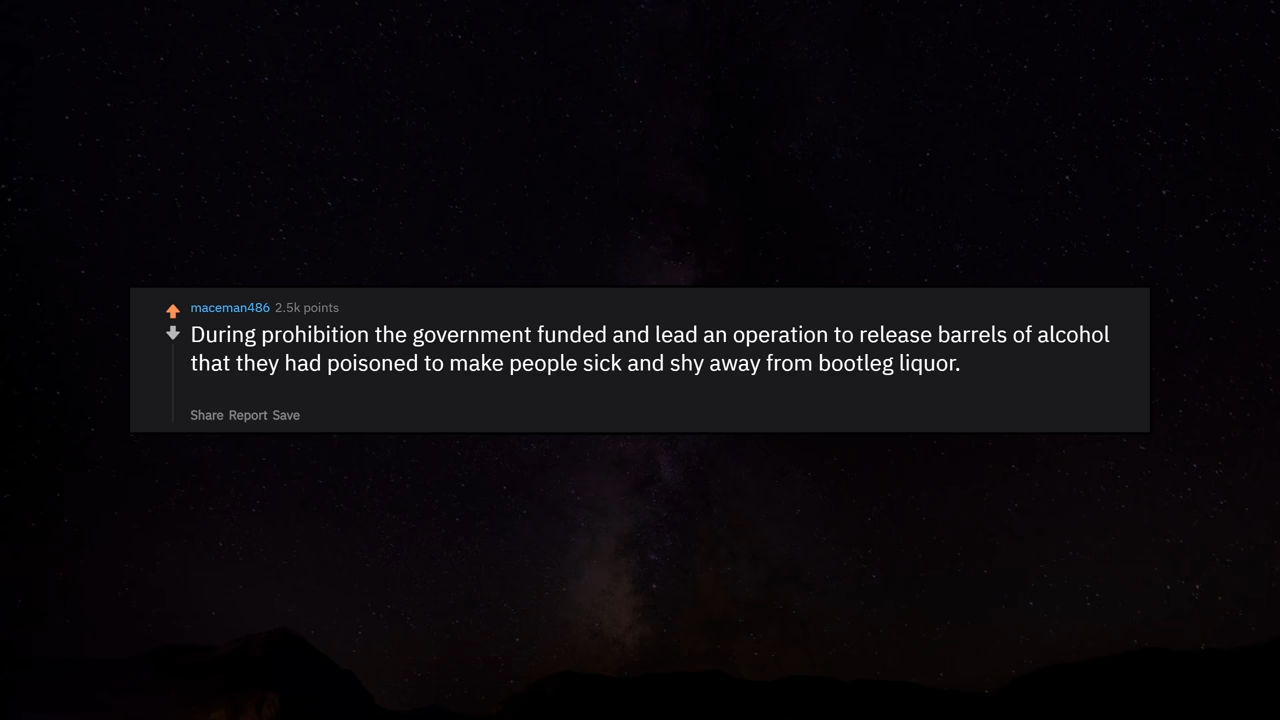 maceman486 2.5k points
During prohibition the government funded and lead an operation to release barrels of alcohol
that they had poisoned to make people sick and shy away from bootleg liquor.
Share Report Save